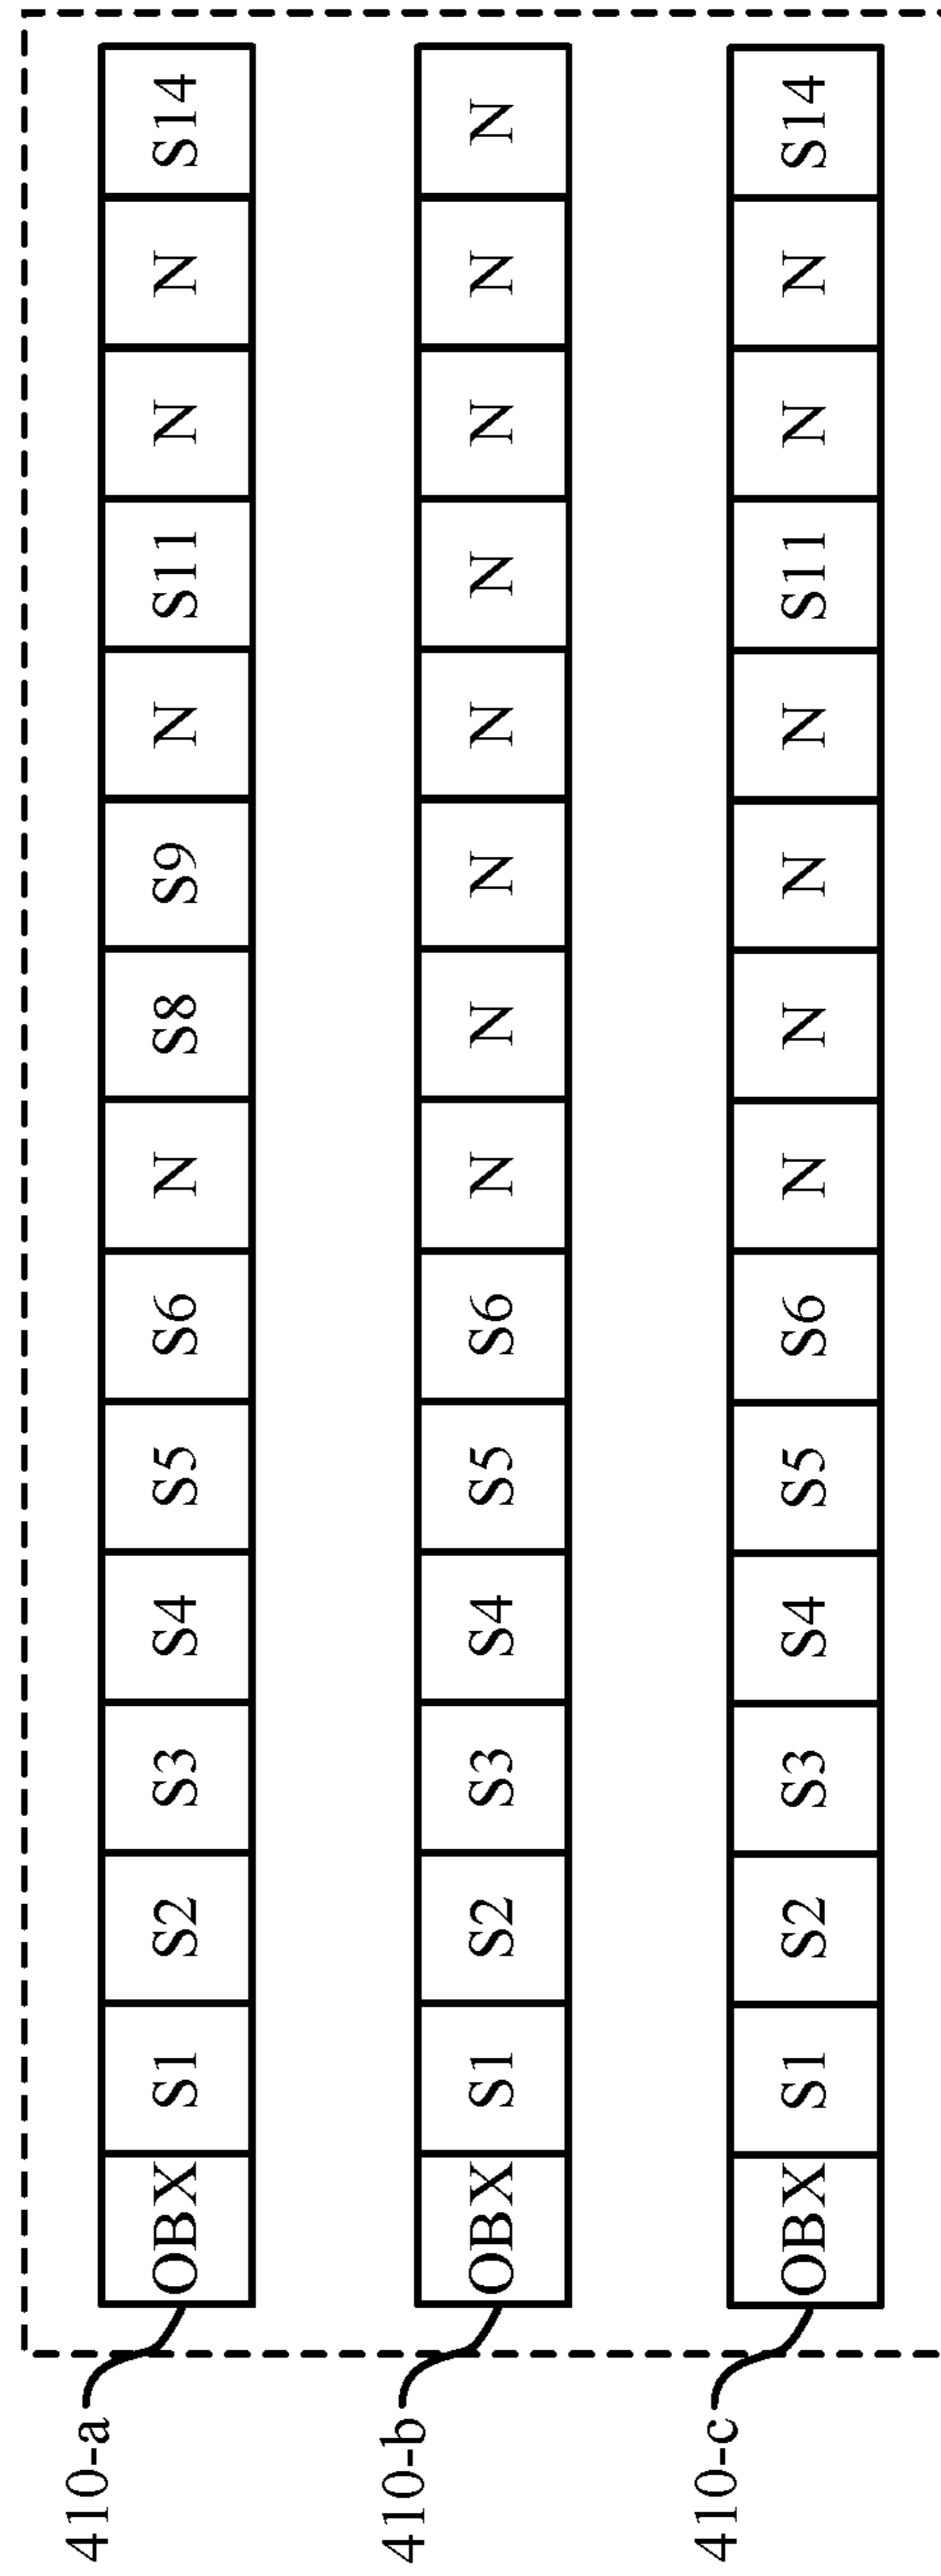 410-a OBX S1 S2 S3 S4 S5 S6 N S8 S9 N S11 N N S14
410-b OBX S1 S2 S3 S4 S5 S6 N N N N N N N N
410-c OBX S1 S2 S3 S4 S5 S6 N N N N S11 N N S14